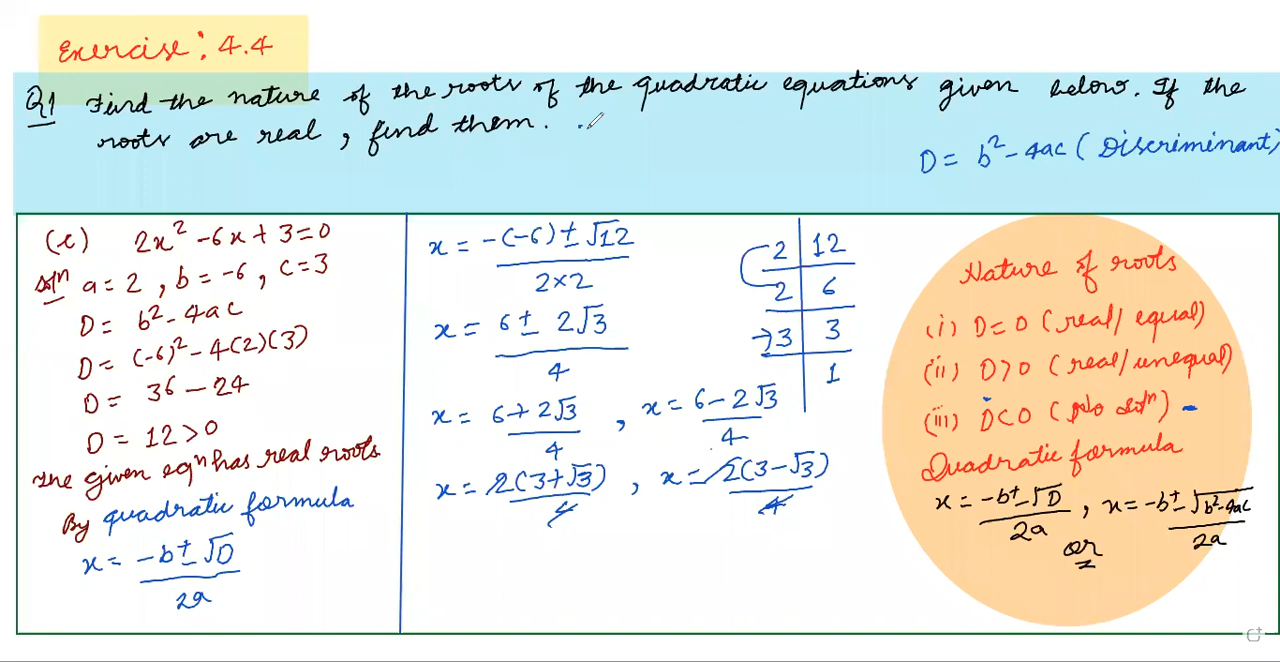 Exercise: 4.4
Q1 Find the nature of the roots of the quadratic equations given below. If the
roots are real, find them.
D = b² - 4ac (Discriminant)
(c) 2x² - 6x + 3 = 0
Solⁿ a = 2, b = -6, c = 3
D = b² - 4ac
D = (-6)² - 4(2)(3)
D = 36 - 24
D = 12 > 0
The given eqⁿ has real roots
By quadratic formula
x = (-b ± √D)/2a
x = (-(-6) ± √12)/(2×2)
x = (6 ± 2√3)/4
x = (6 + 2√3)/4 , x = (6 - 2√3)/4
x = 2(3 + √3)/4 , x = 2(3 - √3)/4
2 | 12
2 | 6
→3 | 3
1
Nature of roots
(i) D = 0 (real/equal)
(ii) D > 0 (real/unequal)
(iii) D < 0 (No solⁿ) -
Quadratic formula
x = (-b ± √D)/2a , x = (-b ± √(b²-4ac))/2a
or